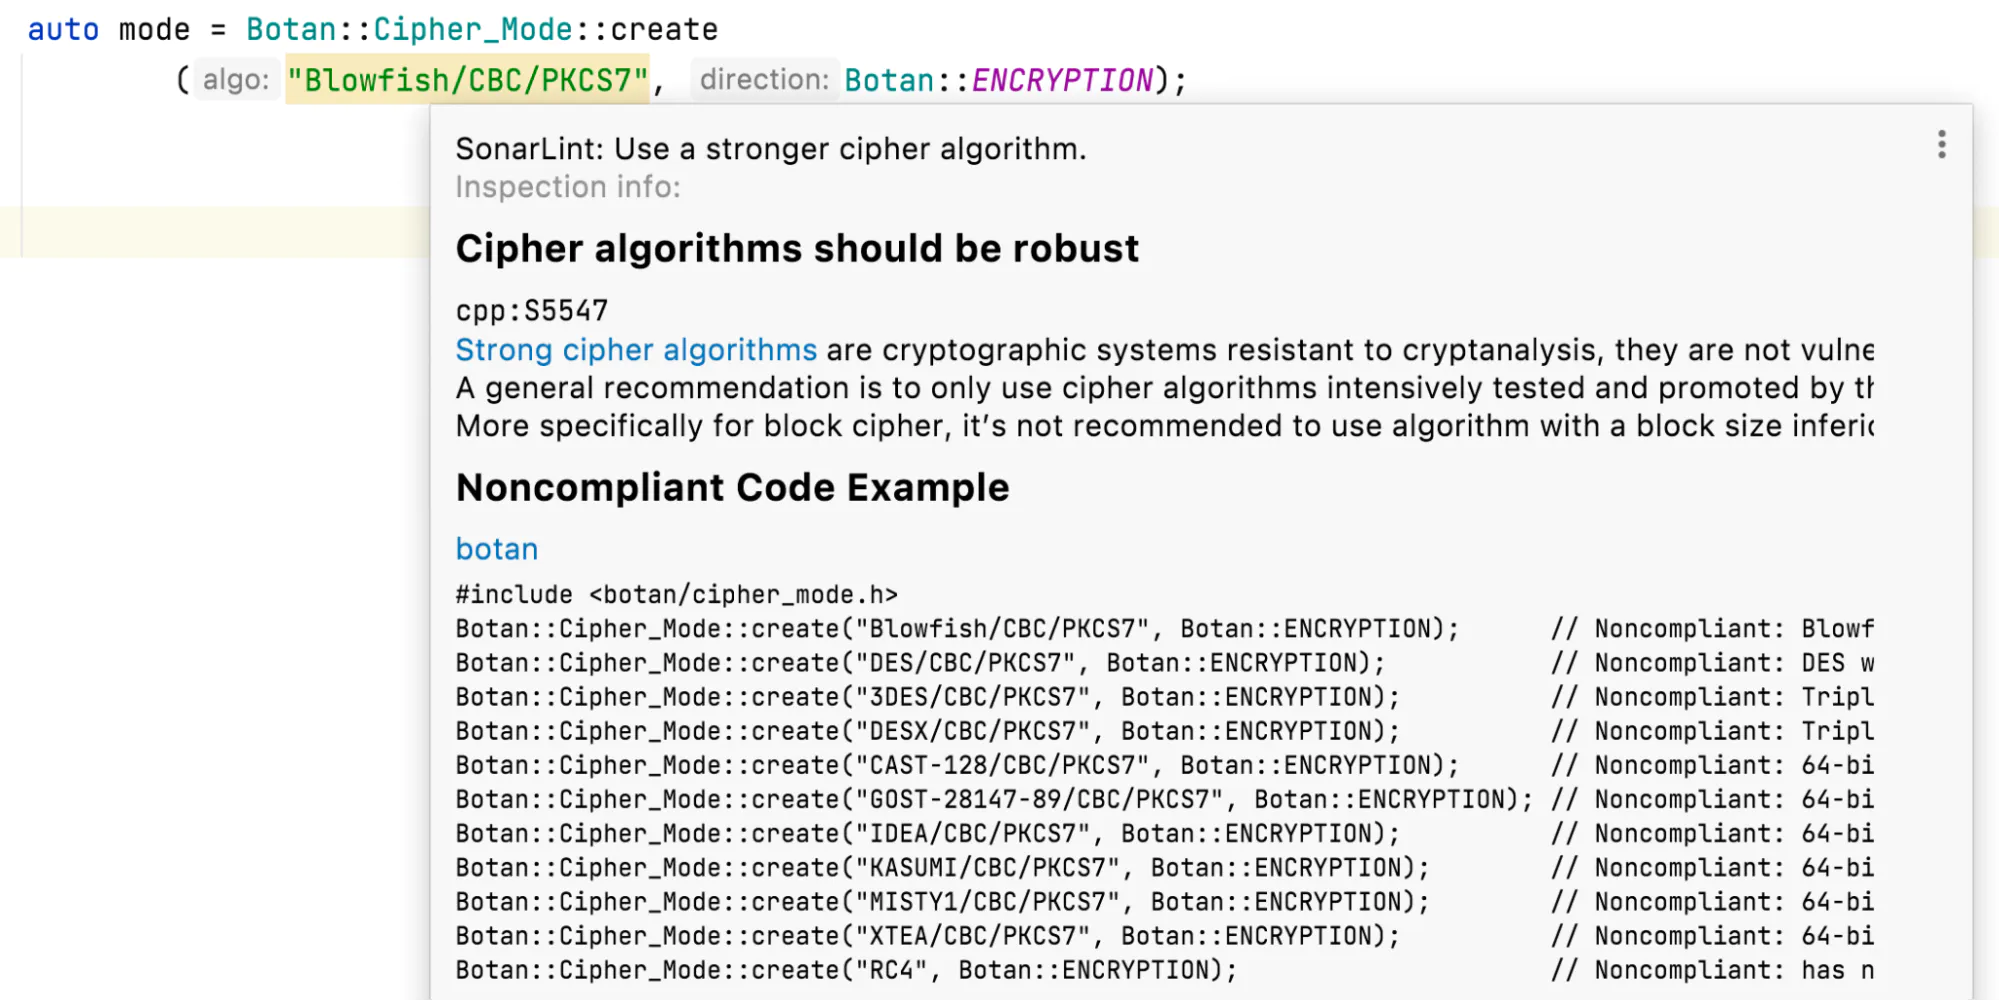 auto mode = Botan::Cipher_Mode::create
( algo: "Blowfish/CBC/PKCS7", direction: Botan::ENCRYPTION);
SonarLint: Use a stronger cipher algorithm.
Inspection info:
Cipher algorithms should be robust
cpp:S5547
Strong cipher algorithms are cryptographic systems resistant to cryptanalysis, they are not vulne
A general recommendation is to only use cipher algorithms intensively tested and promoted by th
More specifically for block cipher, it’s not recommended to use algorithm with a block size inferic
Noncompliant Code Example
botan
#include <botan/cipher_mode.h>
Botan::Cipher_Mode::create("Blowfish/CBC/PKCS7", Botan::ENCRYPTION); // Noncompliant: Blowf
Botan::Cipher_Mode::create("DES/CBC/PKCS7", Botan::ENCRYPTION); // Noncompliant: DES w
Botan::Cipher_Mode::create("3DES/CBC/PKCS7", Botan::ENCRYPTION); // Noncompliant: Tripl
Botan::Cipher_Mode::create("DESX/CBC/PKCS7", Botan::ENCRYPTION); // Noncompliant: Tripl
Botan::Cipher_Mode::create("CAST-128/CBC/PKCS7", Botan::ENCRYPTION); // Noncompliant: 64-bi
Botan::Cipher_Mode::create("GOST-28147-89/CBC/PKCS7", Botan::ENCRYPTION); // Noncompliant: 64-bi
Botan::Cipher_Mode::create("IDEA/CBC/PKCS7", Botan::ENCRYPTION); // Noncompliant: 64-bi
Botan::Cipher_Mode::create("KASUMI/CBC/PKCS7", Botan::ENCRYPTION); // Noncompliant: 64-bi
Botan::Cipher_Mode::create("MISTY1/CBC/PKCS7", Botan::ENCRYPTION); // Noncompliant: 64-bi
Botan::Cipher_Mode::create("XTEA/CBC/PKCS7", Botan::ENCRYPTION); // Noncompliant: 64-bi
Botan::Cipher_Mode::create("RC4", Botan::ENCRYPTION); // Noncompliant: has n